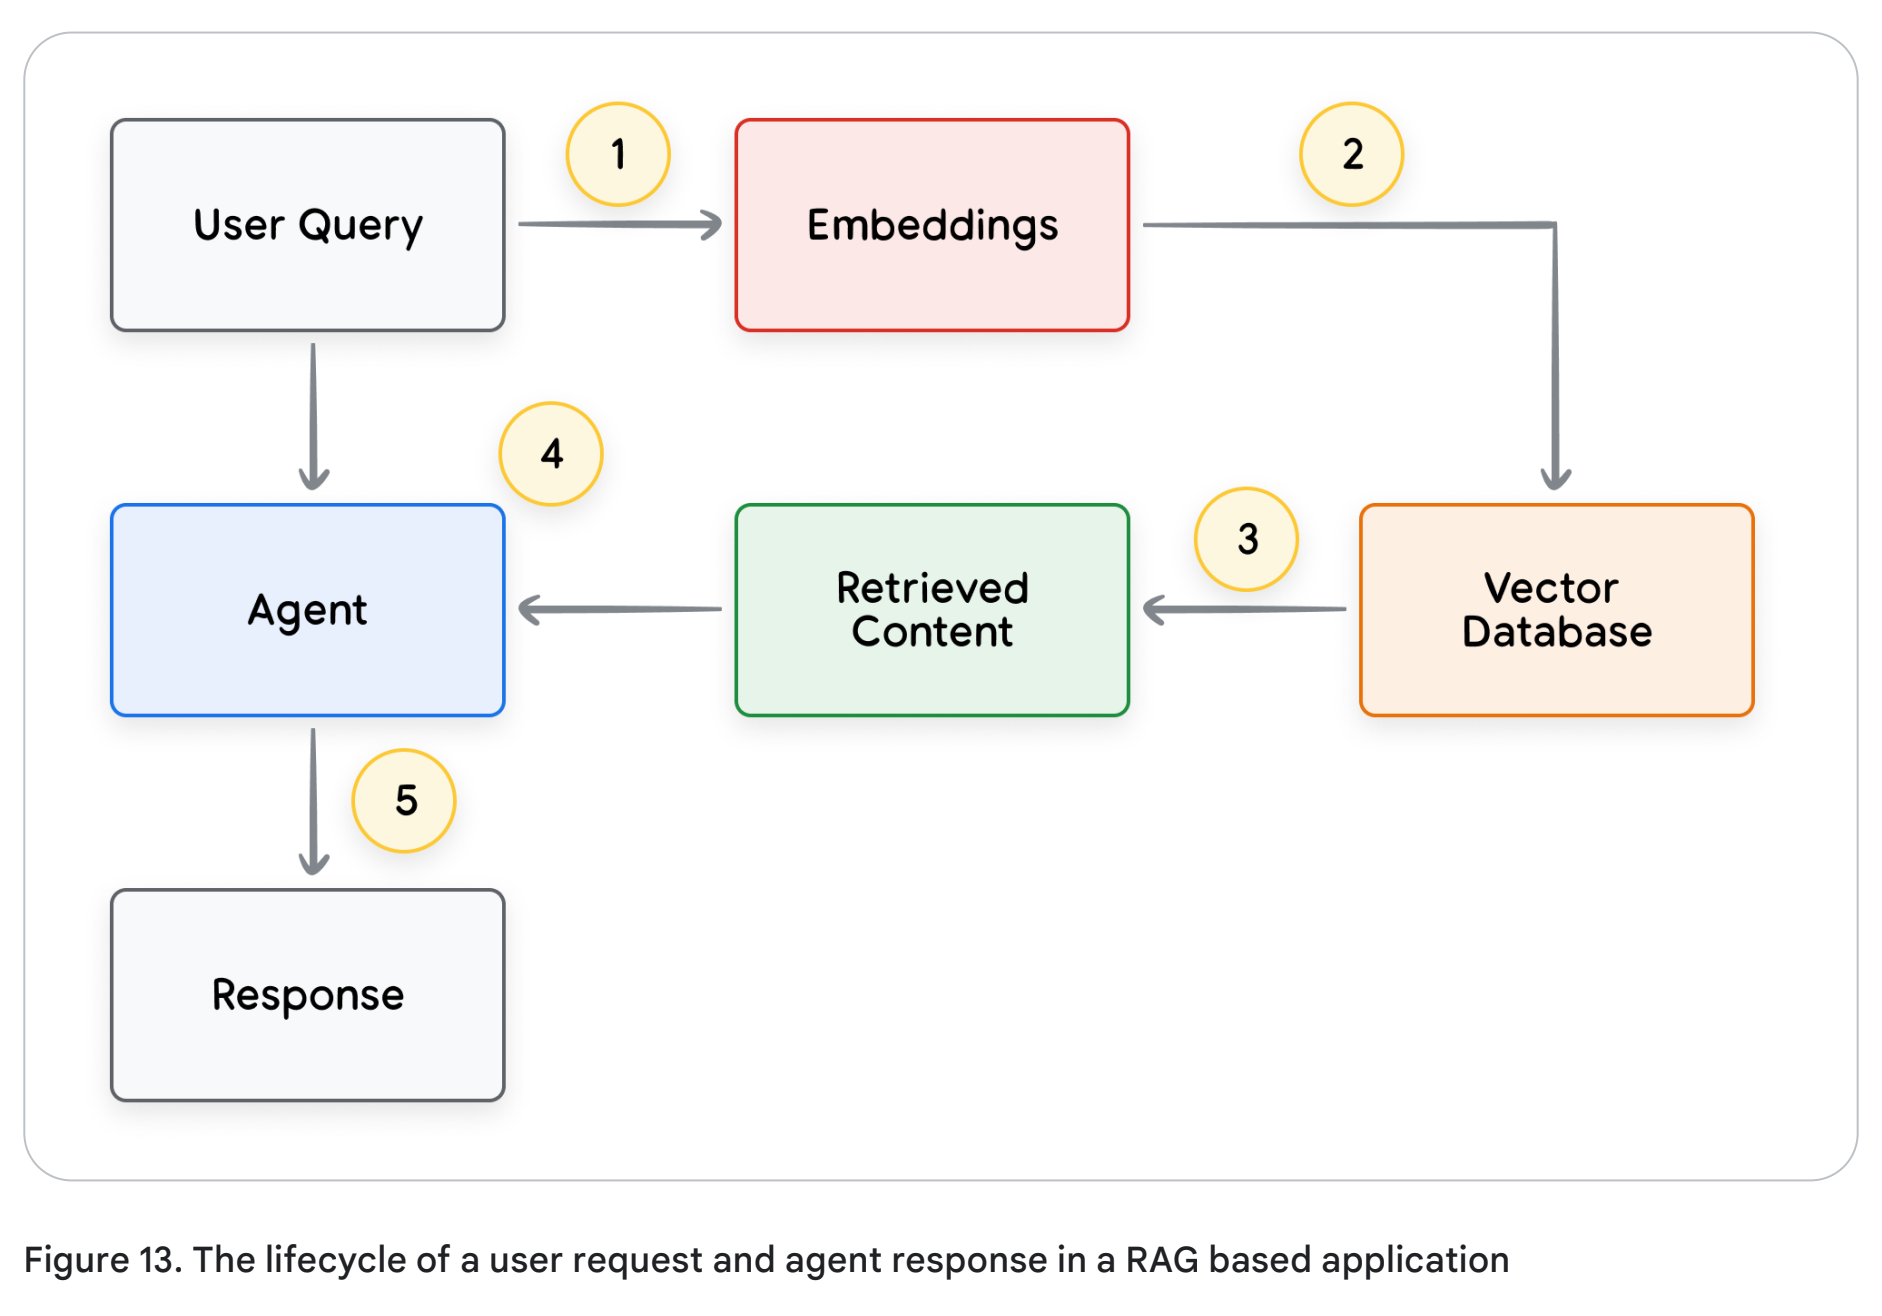 1
2
User Query
Embeddings
4
3
Agent
Retrieved
Content
Vector
Database
5
Response
Figure 13. The lifecycle of a user request and agent response in a RAG based application